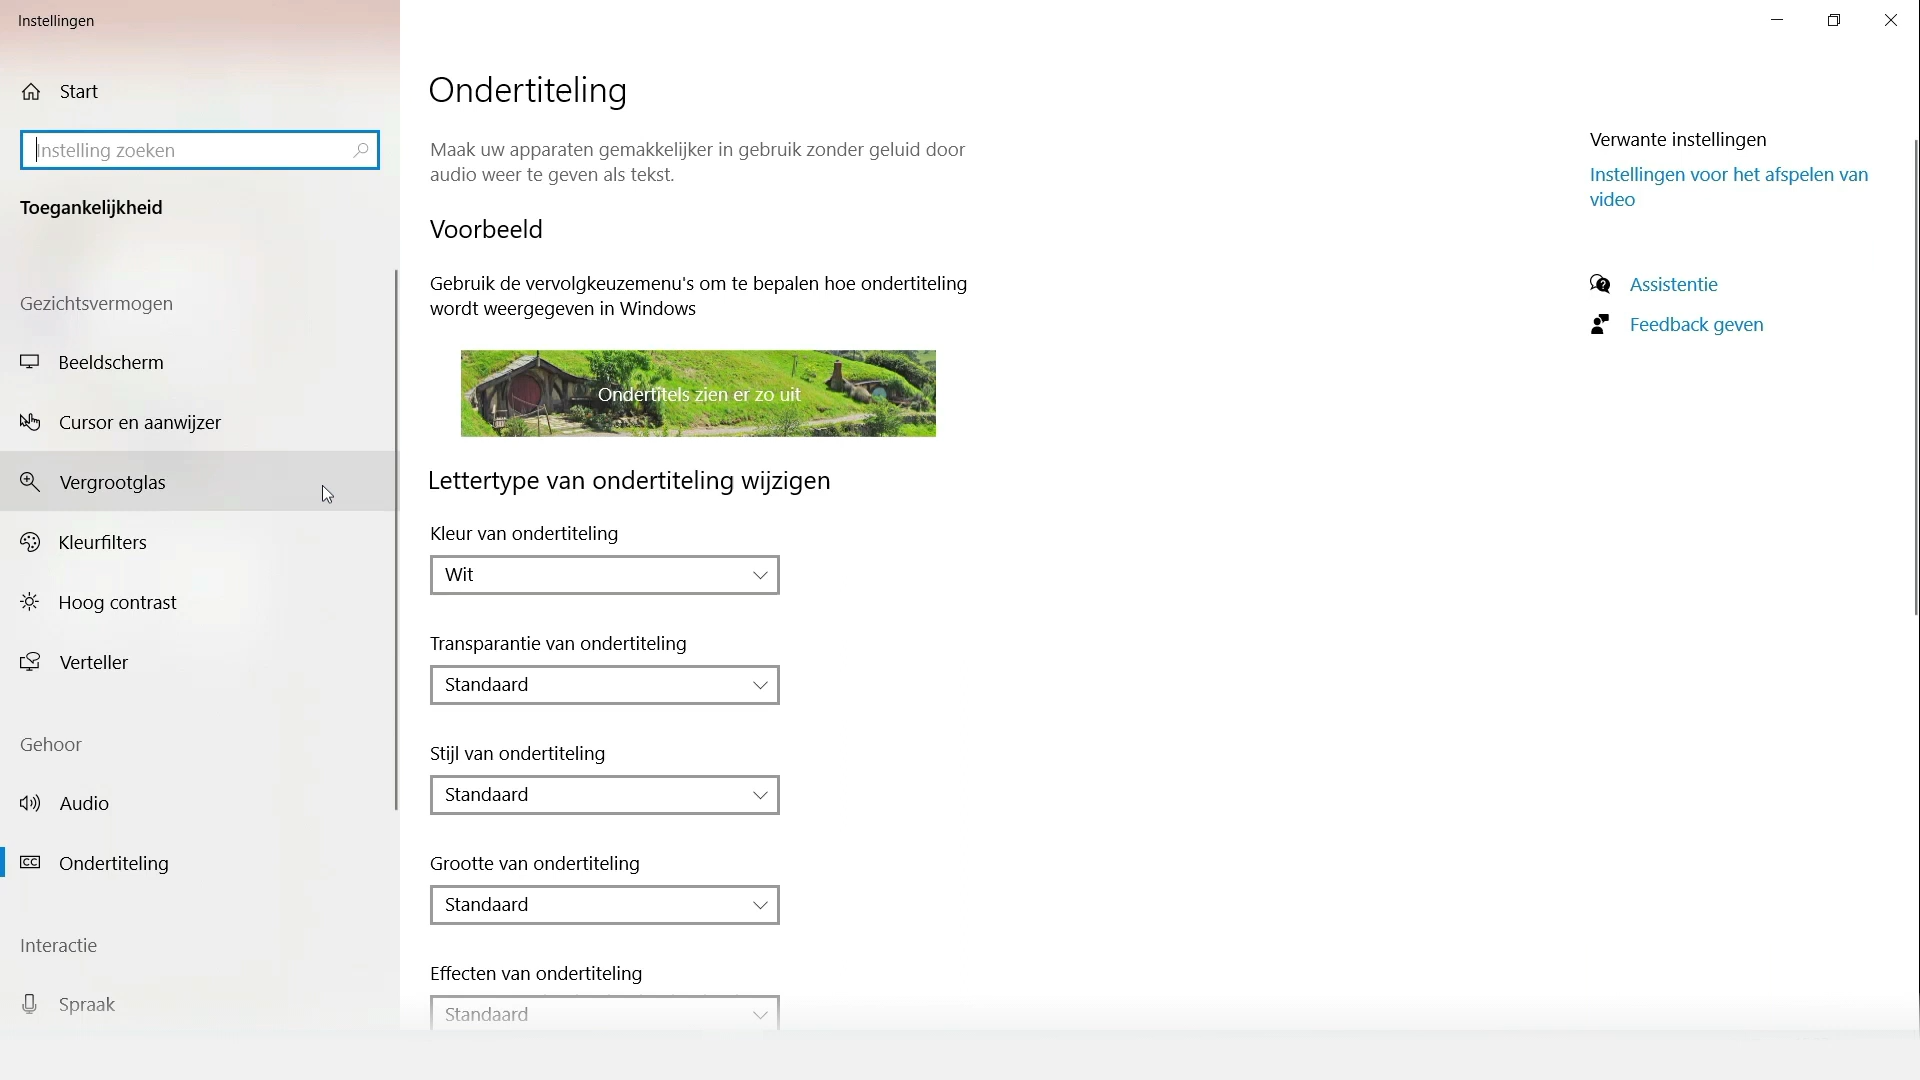 Instellingen
Start
Instelling zoeken
Toegankelijkheid
Gezichtsvermogen
Beeldscherm
Cursor en aanwijzer
Vergrootglas
Kleurfilters
Hoog contrast
Verteller
Gehoor
Audio
Ondertiteling
Interactie
Spraak
Ondertiteling
Maak uw apparaten gemakkelijker in gebruik zonder geluid door
audio weer te geven als tekst.
Voorbeeld
Gebruik de vervolgkeuzemenu's om te bepalen hoe ondertiteling
wordt weergegeven in Windows
Ondertitels zien er zo uit
Lettertype van ondertiteling wijzigen
Kleur van ondertiteling
Wit
Transparantie van ondertiteling
Standaard
Stijl van ondertiteling
Standaard
Grootte van ondertiteling
Standaard
Effecten van ondertiteling
Standaard
Verwante instellingen
Instellingen voor het afspelen van
video
Assistentie
Feedback geven